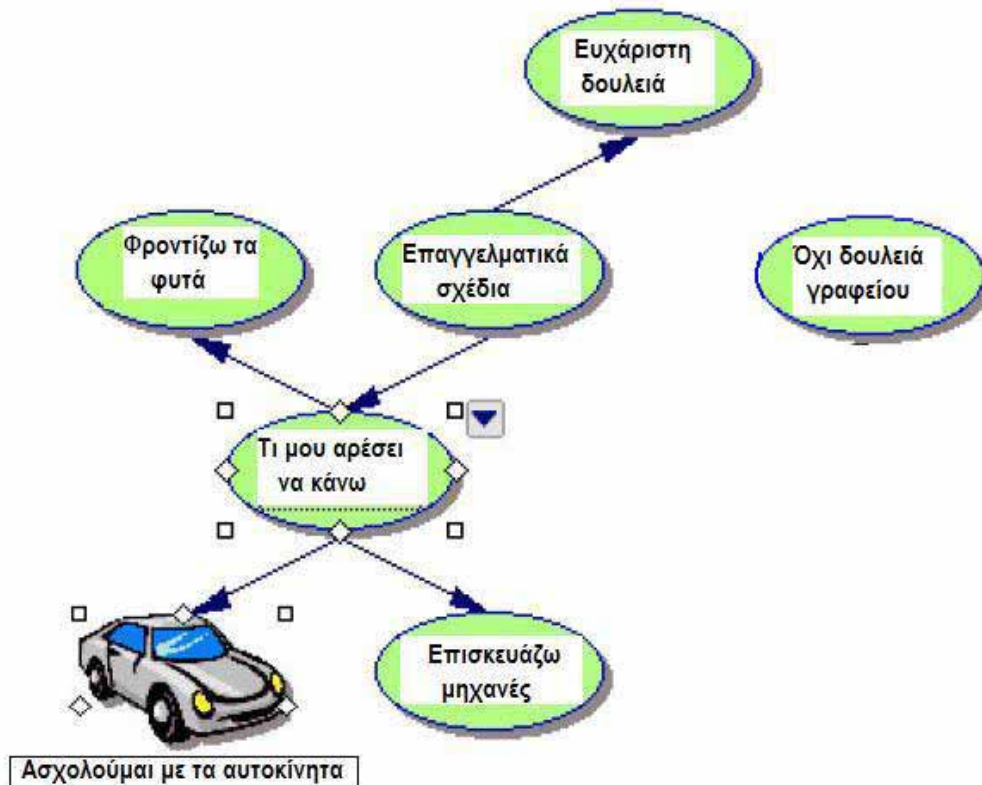 Ευχάριστη
δουλειά
Φροντίζω τα
φυτά
Επαγγελματικά
σχέδια
Όχι δουλειά
γραφείου
Τι μου αρέσει
να κάνω
Επισκευάζω
μηχανές
Ασχολούμαι με τα αυτοκίνητα